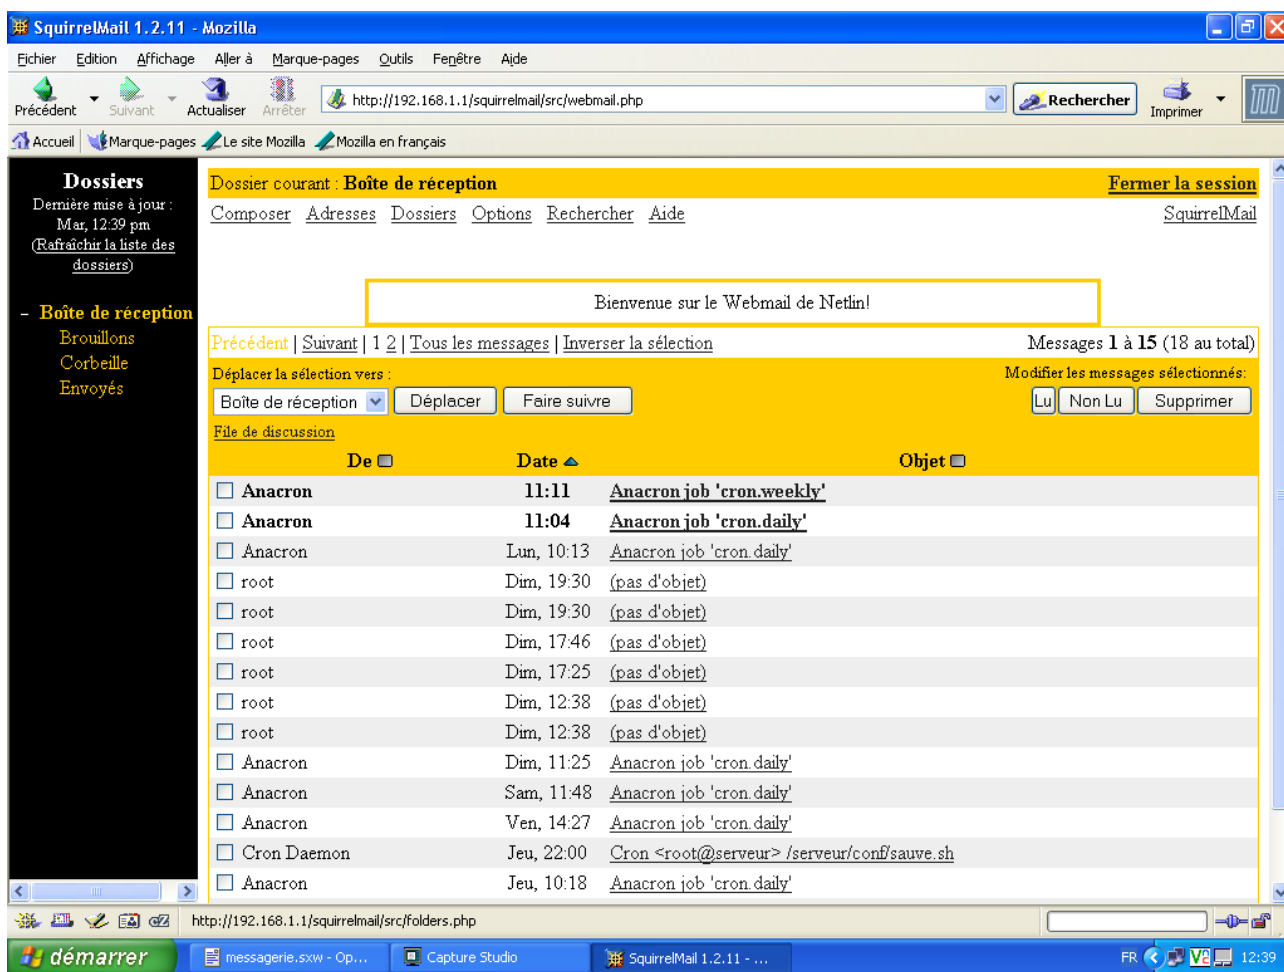 SquirrelMail 1.2.11 - Mozilla
Fichier Edition Affichage Aller à Marque-pages Outils Fenêtre Aide
Précédent Suivant Actualiser Arrêter http://192.168.1.1/squirrelmail/src/webmail.php Rechercher Imprimer
Accueil Marque-pages Le site Mozilla Mozilla en français
Dossiers
Dernière mise à jour :
Mar, 12:39 pm
(Rafraîchir la liste des
dossiers)
– Boîte de réception
Brouillons
Corbeille
Envoyés
Dossier courant : Boîte de réception Fermer la session
Composer Adresses Dossiers Options Rechercher Aide SquirrelMail
Bienvenue sur le Webmail de Netlin!
Précédent | Suivant | 1 2 | Tous les messages | Inverser la sélection Messages 1 à 15 (18 au total)
Déplacer la sélection vers : Modifier les messages sélectionnés:
Boîte de réception Déplacer Faire suivre Lu Non Lu Supprimer
File de discussion
De Date Objet
Anacron 11:11 Anacron job 'cron.weekly'
Anacron 11:04 Anacron job 'cron.daily'
Anacron Lun, 10:13 Anacron job 'cron.daily'
root Dim, 19:30 (pas d'objet)
root Dim, 19:30 (pas d'objet)
root Dim, 17:46 (pas d'objet)
root Dim, 17:25 (pas d'objet)
root Dim, 12:38 (pas d'objet)
root Dim, 12:38 (pas d'objet)
Anacron Dim, 11:25 Anacron job 'cron.daily'
Anacron Sam, 11:48 Anacron job 'cron.daily'
Anacron Ven, 14:27 Anacron job 'cron.daily'
Cron Daemon Jeu, 22:00 Cron <root@serveur> /serveur/conf/sauve.sh
Anacron Jeu, 10:18 Anacron job 'cron.daily'
http://192.168.1.1/squirrelmail/src/folders.php
démarrer messagerie.sxw - Op... Capture Studio SquirrelMail 1.2.11 - ... FR 12:39